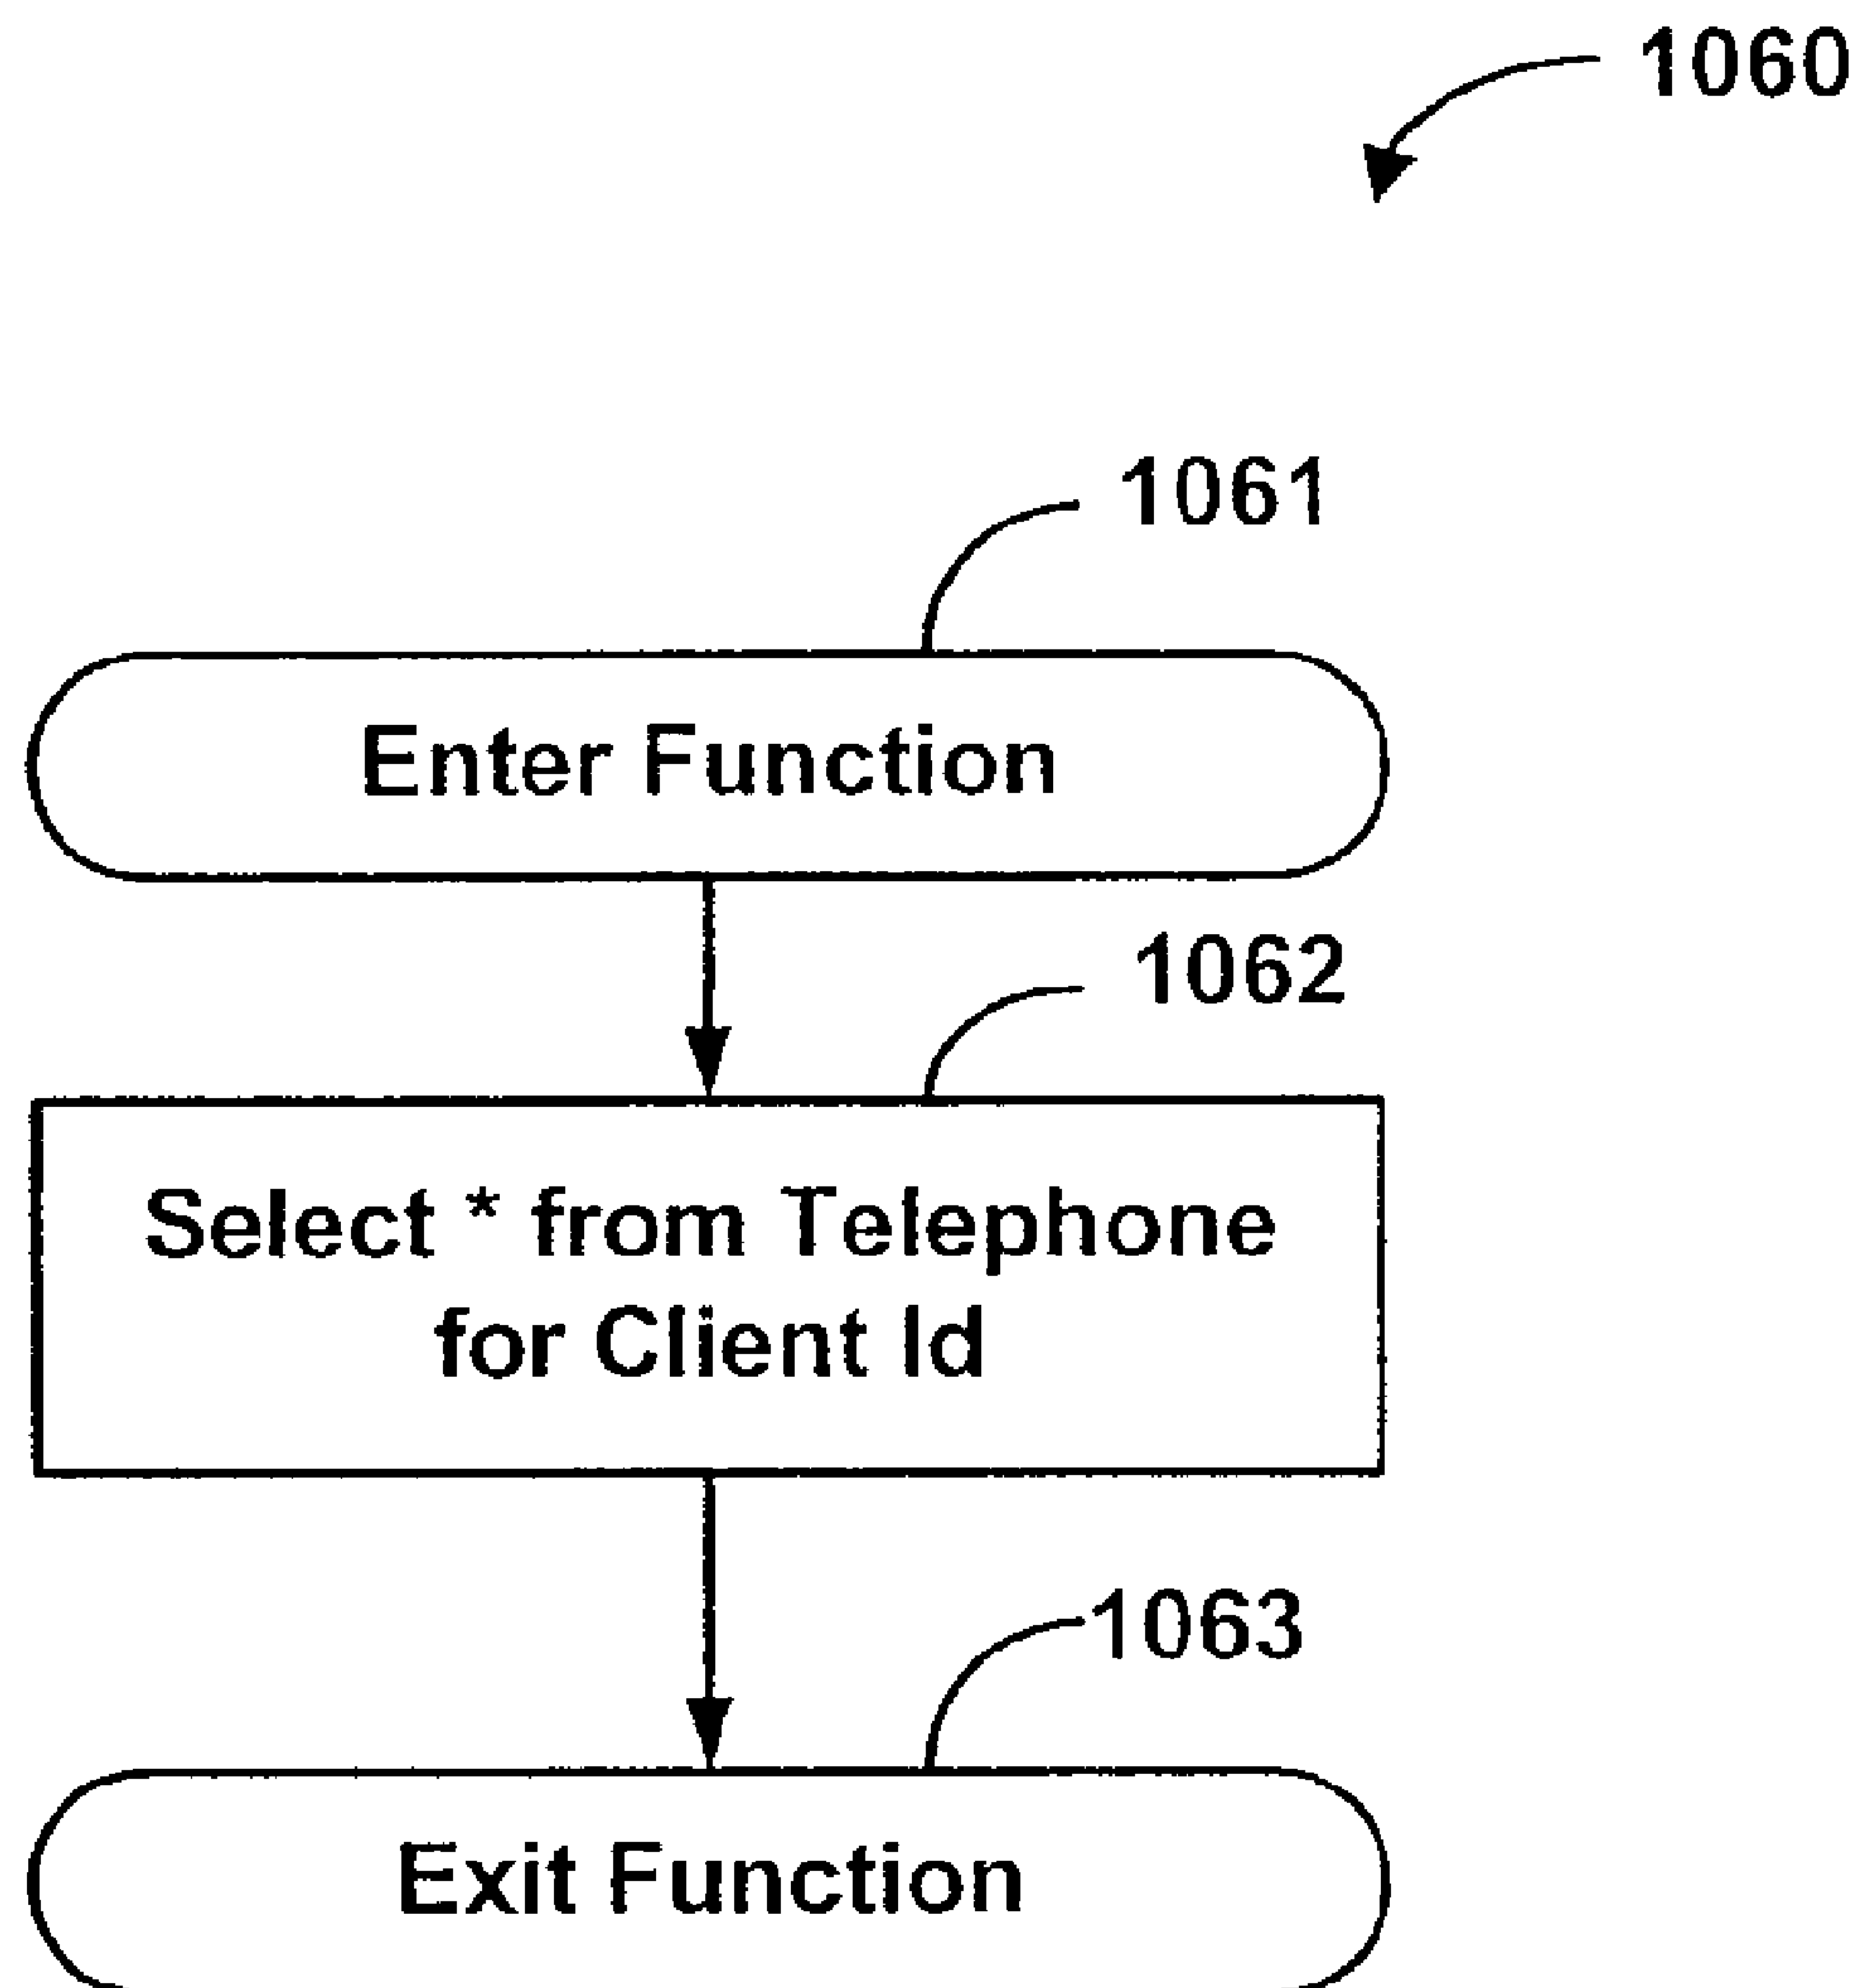 1060
1061
Enter Function
1062
Select * from Telephone
for Client Id
1063
Exit Function